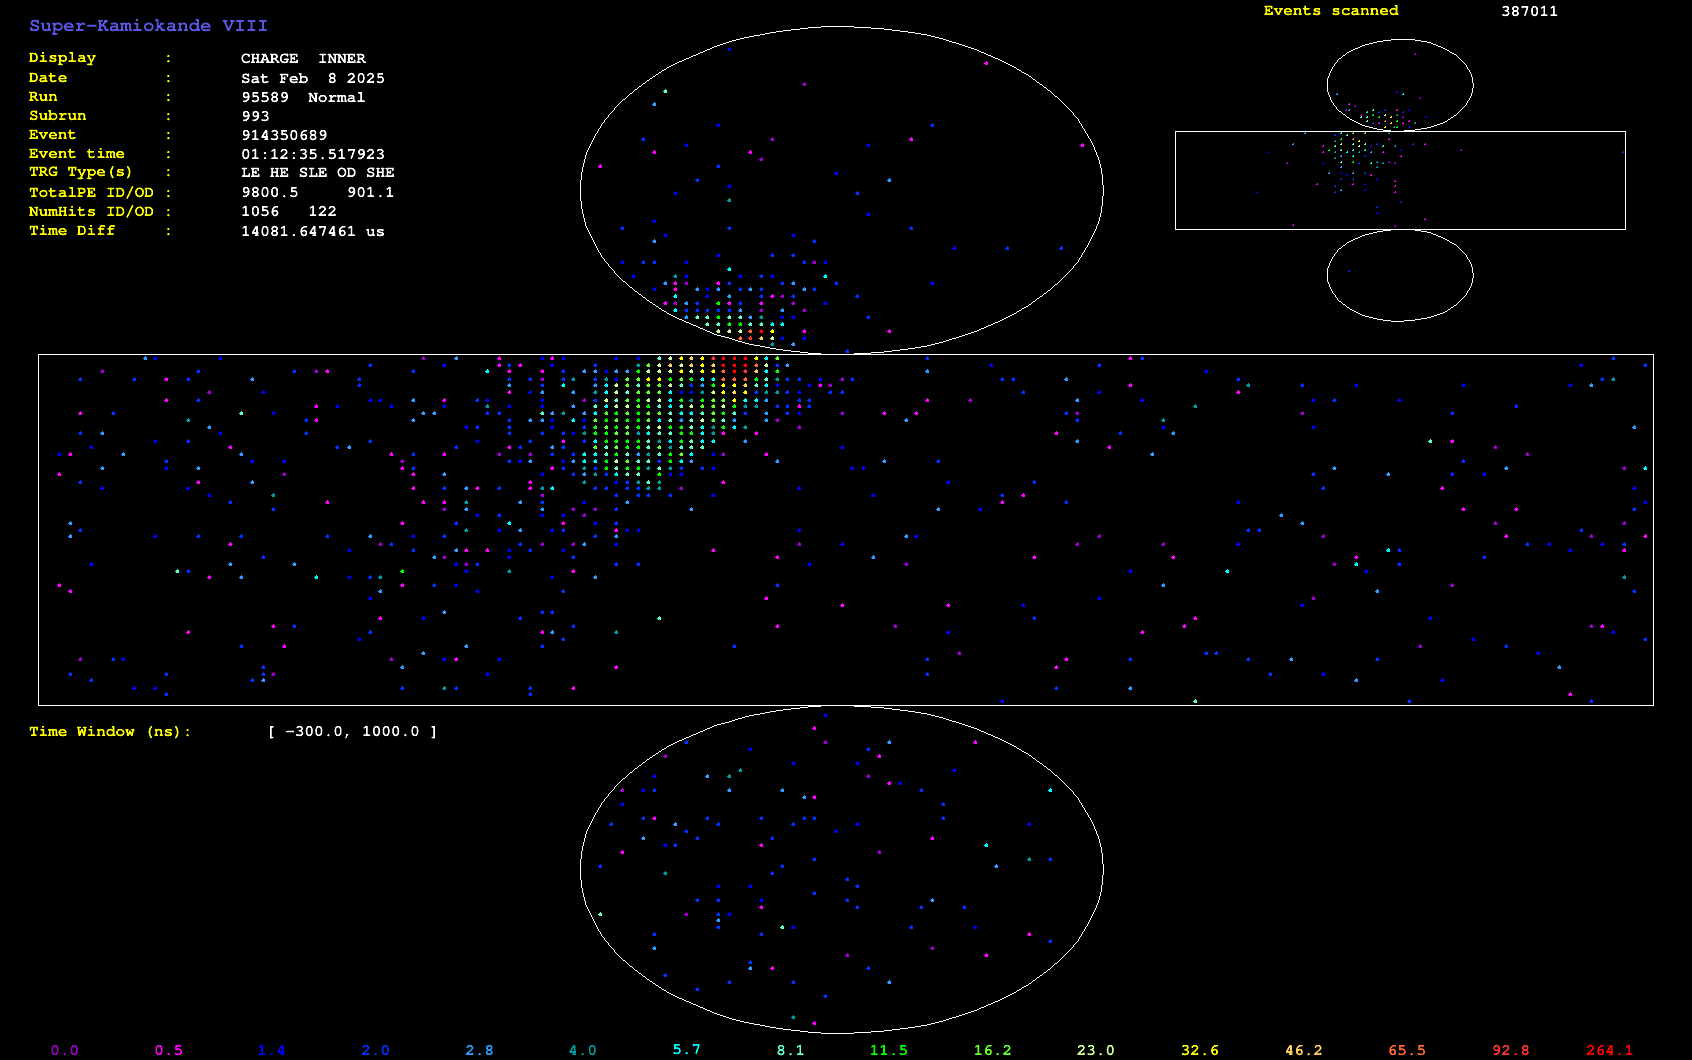 Super-Kamiokande VIII
Events scanned 387011
Display : CHARGE INNER
Date : Sat Feb 8 2025
Run : 95589 Normal
Subrun : 993
Event : 914350689
Event time : 01:12:35.517923
TRG Type(s) : LE HE SLE OD SHE
TotalPE ID/OD : 9800.5 901.1
NumHits ID/OD : 1056 122
Time Diff : 14081.647461 us
Time Window (ns): [ -300.0, 1000.0 ]
0.0 0.5 1.4 2.0 2.8 4.0 5.7 8.1 11.5 16.2 23.0 32.6 46.2 65.5 92.8 264.1